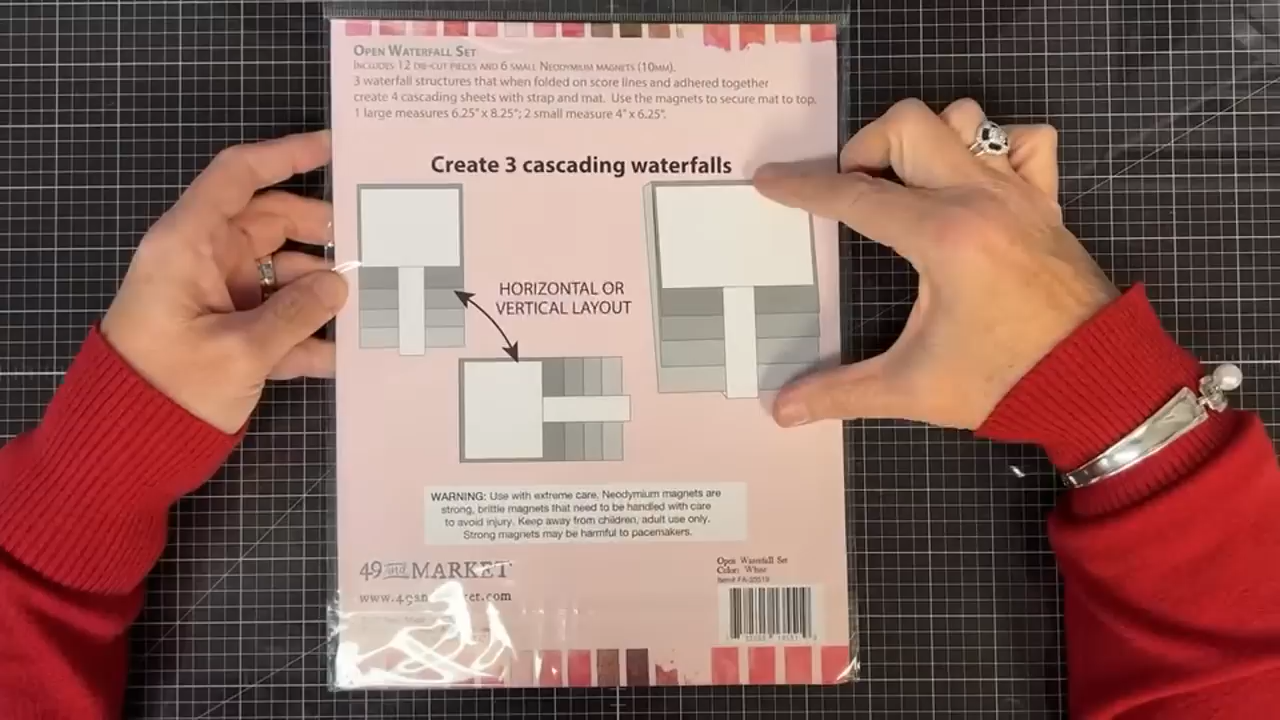 OPEN WATERFALL SET
INCLUDES 12 DIE-CUT PIECES AND 6 SMALL NEODYMIUM MAGNETS (10MM).
3 waterfall structures that when folded on score lines and adhered together
create 4 cascading sheets with strap and mat. Use the magnets to secure mat to top.
1 large measures 6.25" x 8.25"; 2 small measure 4" x 6.25".
Create 3 cascading waterfalls
HORIZONTAL OR
VERTICAL LAYOUT
WARNING: Use with extreme care. Neodymium magnets are
strong, brittle magnets that need to be handled with care
to avoid injury. Keep away from children, adult use only.
Strong magnets may be harmful to pacemakers.
49 and MARKET
Open Waterfall Set
Color: White
Item#